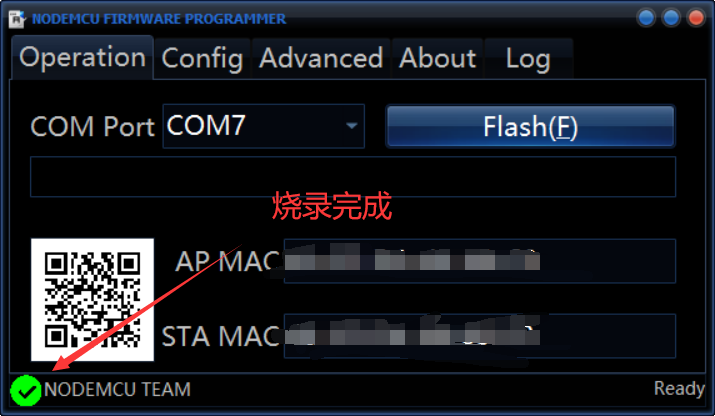 NODEMCU FIRMWARE PROGRAMMER
Operation Config Advanced About Log
COM Port COM7 Flash(F)
烧录完成
AP MAC
STA MAC
NODEMCU TEAM Ready